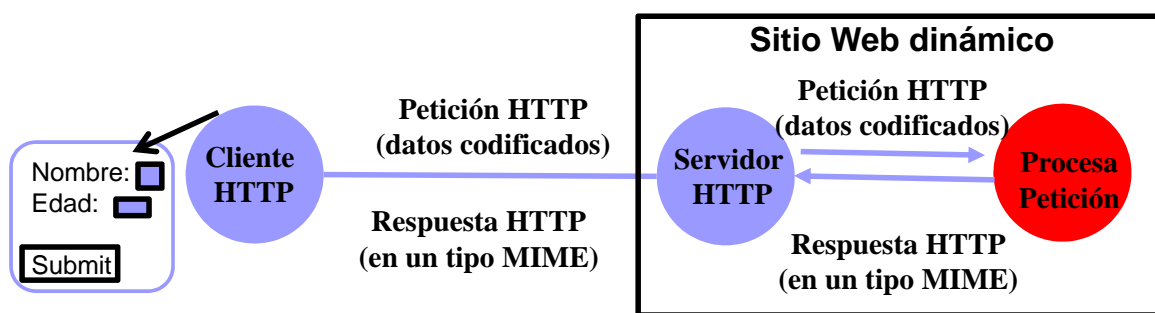 Sitio Web dinámico
Nombre:
Edad:
Submit
Cliente
HTTP
Petición HTTP
(datos codificados)
Respuesta HTTP
(en un tipo MIME)
Servidor
HTTP
Petición HTTP
(datos codificados)
Respuesta HTTP
(en un tipo MIME)
Procesa
Petición